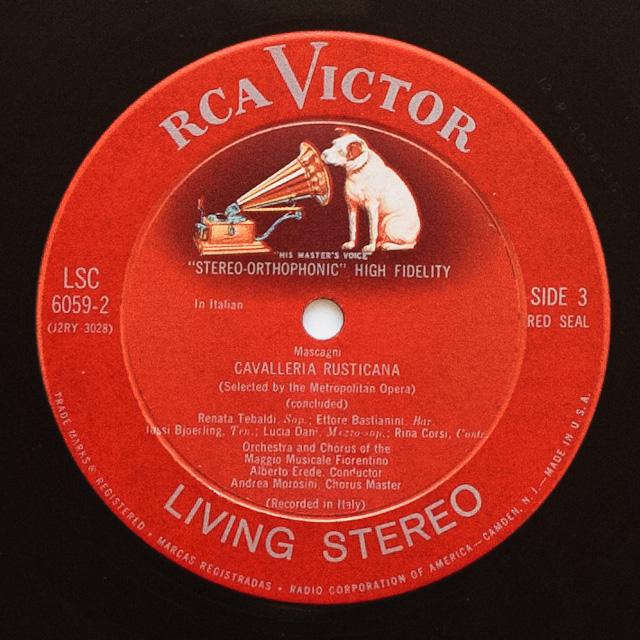 RCA VICTOR
"HIS MASTER'S VOICE"
"STEREO-ORTHOPHONIC" HIGH FIDELITY
LSC
6059-2
(J2RY-3028)
In Italian
SIDE 3
RED SEAL
Mascagni
CAVALLERIA RUSTICANA
(Selected by the Metropolitan Opera)
(concluded)
Renata Tebaldi, Sop.; Ettore Bastianini, Bar.
Jussi Bjoerling, Ten.; Lucia Dani, Mezzo-sop.; Rina Corsi, Contr.
Orchestra and Chorus of the
Maggio Musicale Fiorentino
Alberto Erede, Conductor
Andrea Morosini, Chorus Master
(Recorded in Italy)
LIVING STEREO
TRADE MARKS ® REGISTERED • MARCAS REGISTRADAS • RADIO CORPORATION OF AMERICA—CAMDEN, N. J.—MADE IN U.S.A.